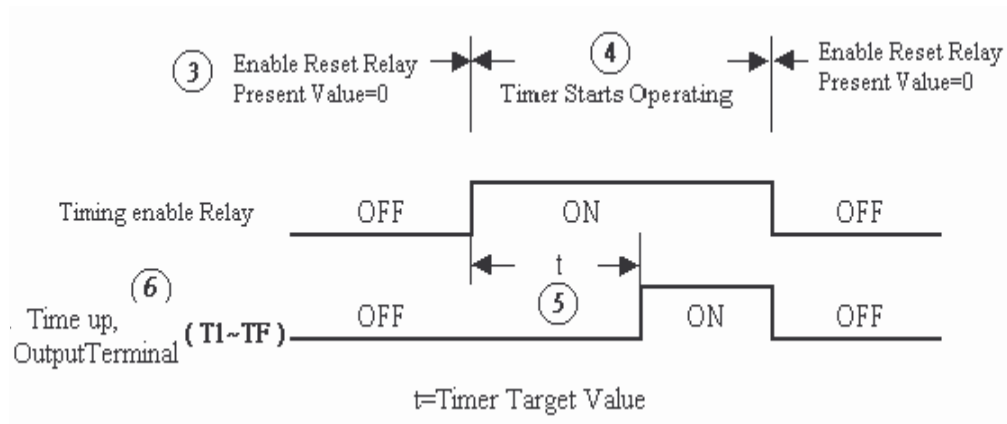 ③ Enable Reset Relay
Present Value=0
④
Timer Starts Operating
Enable Reset Relay
Present Value=0
Timing enable Relay OFF ON OFF
t
⑤
⑥
Time up,
OutputTerminal (T1~TF) OFF ON OFF
t=Timer Target Value